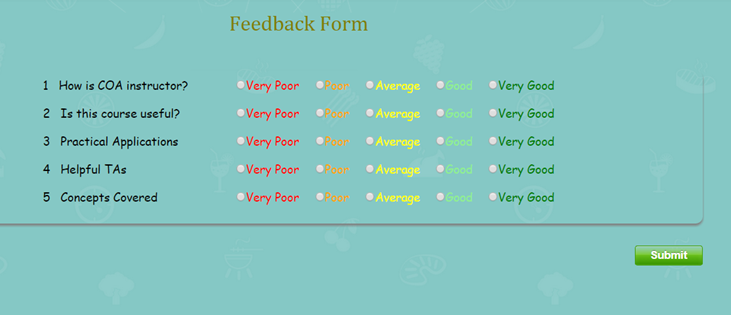 Feedback Form
1 How is COA instructor? Very Poor Poor Average Good Very Good
2 Is this course useful? Very Poor Poor Average Good Very Good
3 Practical Applications Very Poor Poor Average Good Very Good
4 Helpful TAs Very Poor Poor Average Good Very Good
5 Concepts Covered Very Poor Poor Average Good Very Good
Submit